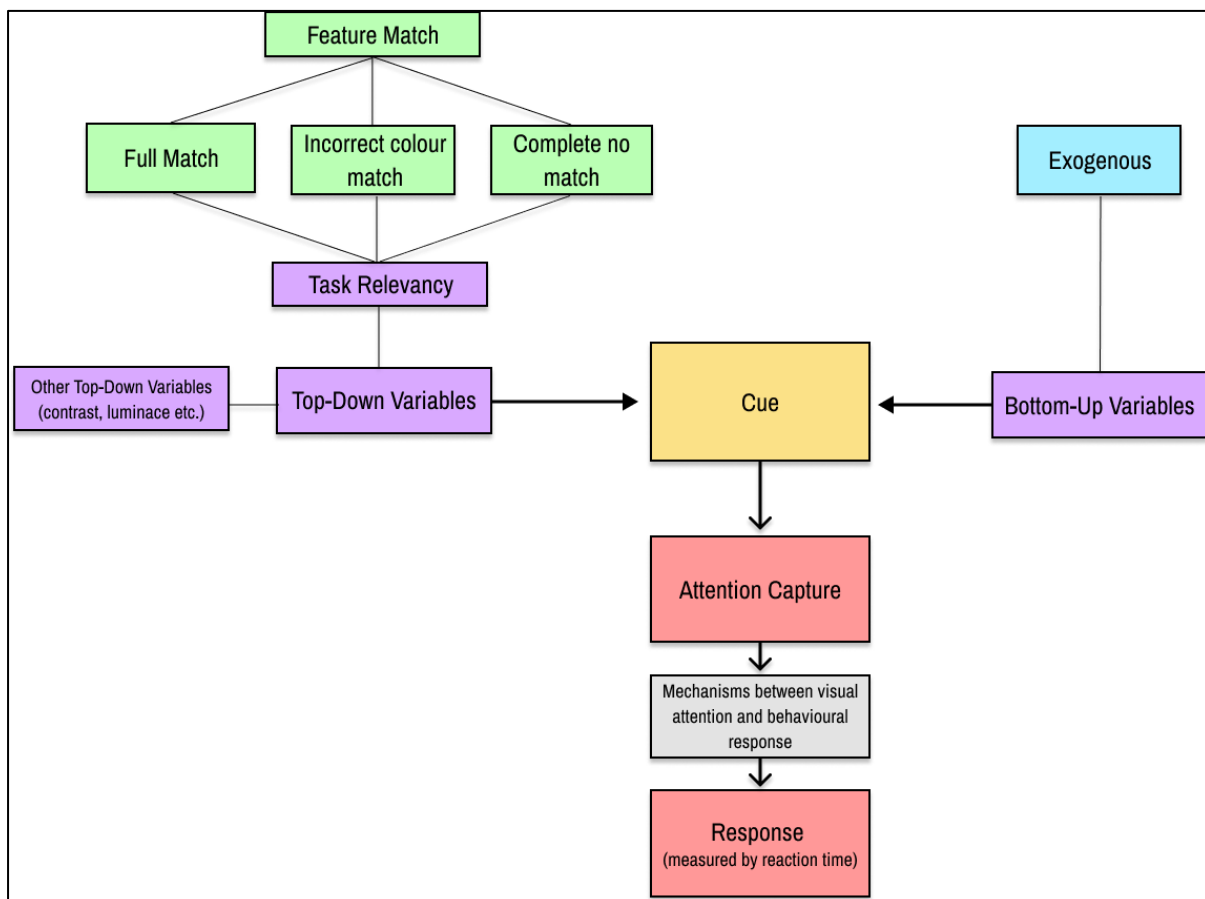 Feature Match
Full Match
Incorrect colour
match
Complete no
match
Exogenous
Task Relevancy
Other Top-Down Variables
(contrast, luminace etc.)
Top-Down Variables
Cue
Bottom-Up Variables
Attention Capture
Mechanisms between visual
attention and behavioural
response
Response
(measured by reaction time)